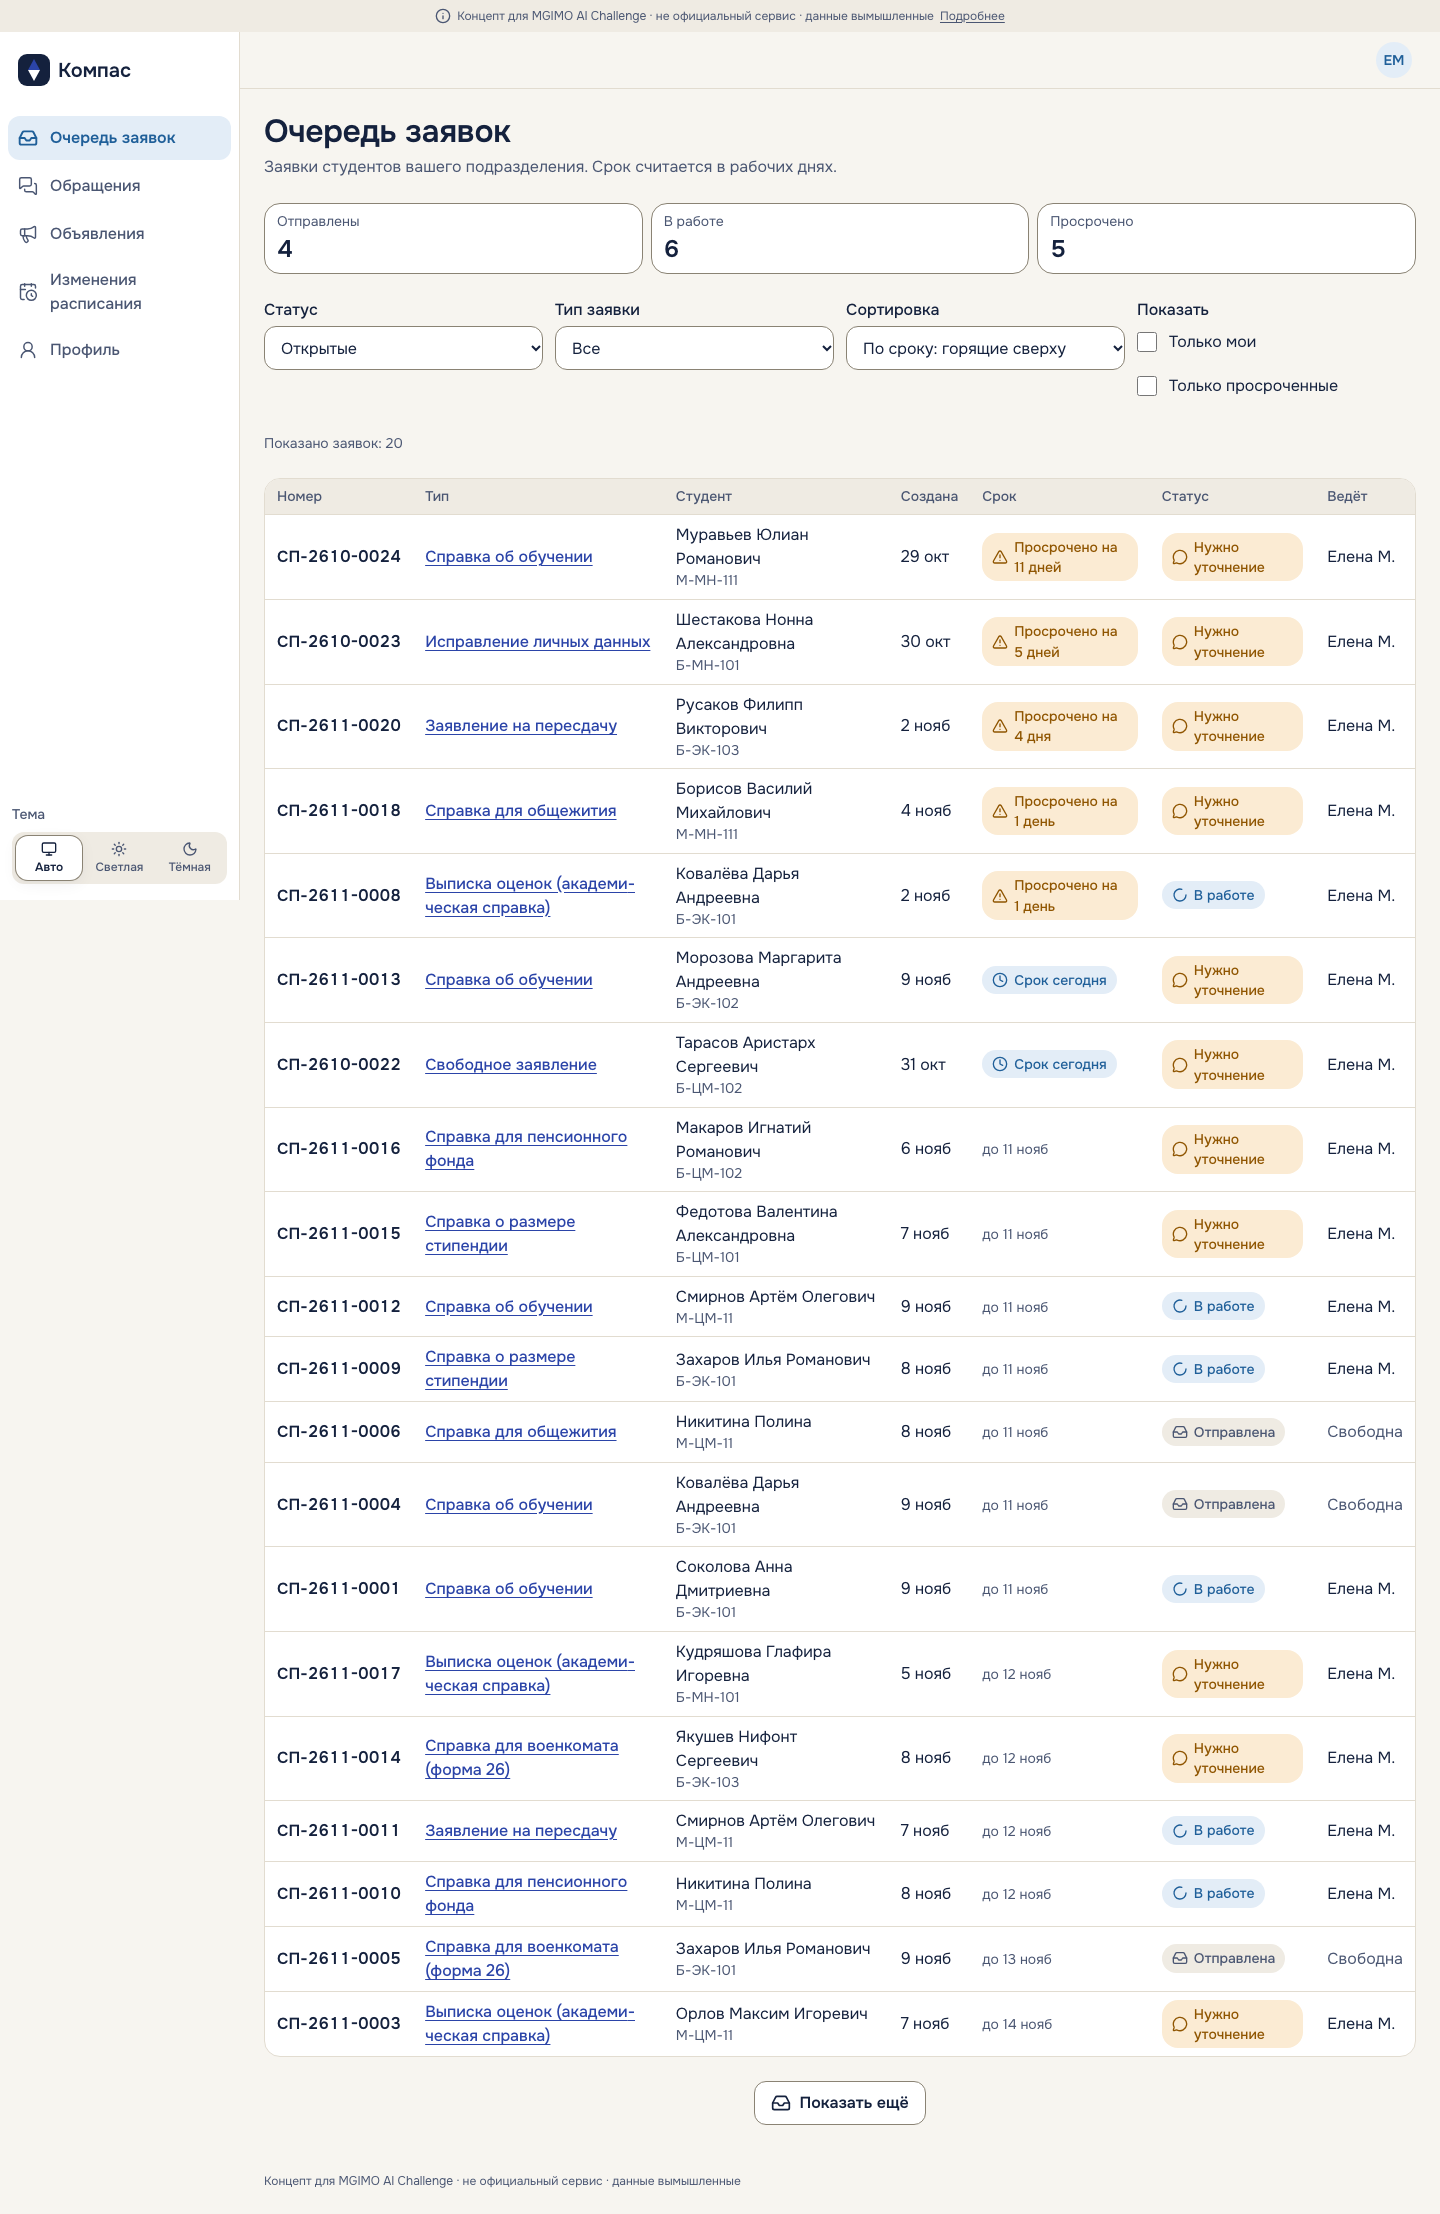 Концепт для MGIMO AI Challenge · не официальный сервис · данные вымышленные Подробнее
Компас
ЕМ
Очередь заявок
Обращения
Объявления
Изменения
расписания
Профиль
Тема
Авто Светлая Тёмная
Очередь заявок
Заявки студентов вашего подразделения. Срок считается в рабочих днях.
Отправлены В работе Просрочено
4 6 5
Статус Тип заявки Сортировка Показать
Открытые Все По сроку: горящие сверху Только мои
Только просроченные
Показано заявок: 20
Номер Тип Студент Создана Срок Статус Ведёт
СП-2610-0024 Справка об обучении Муравьев Юлиан
Романович
М-МН-111 29 окт Просрочено на
11 дней Нужно
уточнение Елена М.
СП-2610-0023 Исправление личных данных Шестакова Нонна
Александровна
Б-МН-101 30 окт Просрочено на
5 дней Нужно
уточнение Елена М.
СП-2611-0020 Заявление на пересдачу Русаков Филипп
Викторович
Б-ЭК-103 2 нояб Просрочено на
4 дня Нужно
уточнение Елена М.
СП-2611-0018 Справка для общежития Борисов Василий
Михайлович
М-МН-111 4 нояб Просрочено на
1 день Нужно
уточнение Елена М.
СП-2611-0008 Выписка оценок (академи-
ческая справка) Ковалёва Дарья
Андреевна
Б-ЭК-101 2 нояб Просрочено на
1 день В работе Елена М.
СП-2611-0013 Справка об обучении Морозова Маргарита
Андреевна
Б-ЭК-102 9 нояб Срок сегодня Нужно
уточнение Елена М.
СП-2610-0022 Свободное заявление Тарасов Аристарх
Сергеевич
Б-ЦМ-102 31 окт Срок сегодня Нужно
уточнение Елена М.
СП-2611-0016 Справка для пенсионного
фонда Макаров Игнатий
Романович
Б-ЦМ-102 6 нояб до 11 нояб Нужно
уточнение Елена М.
СП-2611-0015 Справка о размере
стипендии Федотова Валентина
Александровна
Б-ЦМ-101 7 нояб до 11 нояб Нужно
уточнение Елена М.
СП-2611-0012 Справка об обучении Смирнов Артём Олегович
М-ЦМ-11 9 нояб до 11 нояб В работе Елена М.
СП-2611-0009 Справка о размере
стипендии Захаров Илья Романович
Б-ЭК-101 8 нояб до 11 нояб В работе Елена М.
СП-2611-0006 Справка для общежития Никитина Полина
М-ЦМ-11 8 нояб до 11 нояб Отправлена Свободна
СП-2611-0004 Справка об обучении Ковалёва Дарья
Андреевна
Б-ЭК-101 9 нояб до 11 нояб Отправлена Свободна
СП-2611-0001 Справка об обучении Соколова Анна
Дмитриевна
Б-ЭК-101 9 нояб до 11 нояб В работе Елена М.
СП-2611-0017 Выписка оценок (академи-
ческая справка) Кудряшова Глафира
Игоревна
Б-МН-101 5 нояб до 12 нояб Нужно
уточнение Елена М.
СП-2611-0014 Справка для военкомата
(форма 26) Якушев Нифонт
Сергеевич
Б-ЭК-103 8 нояб до 12 нояб Нужно
уточнение Елена М.
СП-2611-0011 Заявление на пересдачу Смирнов Артём Олегович
М-ЦМ-11 7 нояб до 12 нояб В работе Елена М.
СП-2611-0010 Справка для пенсионного
фонда Никитина Полина
М-ЦМ-11 8 нояб до 12 нояб В работе Елена М.
СП-2611-0005 Справка для военкомата
(форма 26) Захаров Илья Романович
Б-ЭК-101 9 нояб до 13 нояб Отправлена Свободна
СП-2611-0003 Выписка оценок (академи-
ческая справка) Орлов Максим Игоревич
М-ЦМ-11 7 нояб до 14 нояб Нужно
уточнение Елена М.
Показать ещё
Концепт для MGIMO AI Challenge · не официальный сервис · данные вымышленные